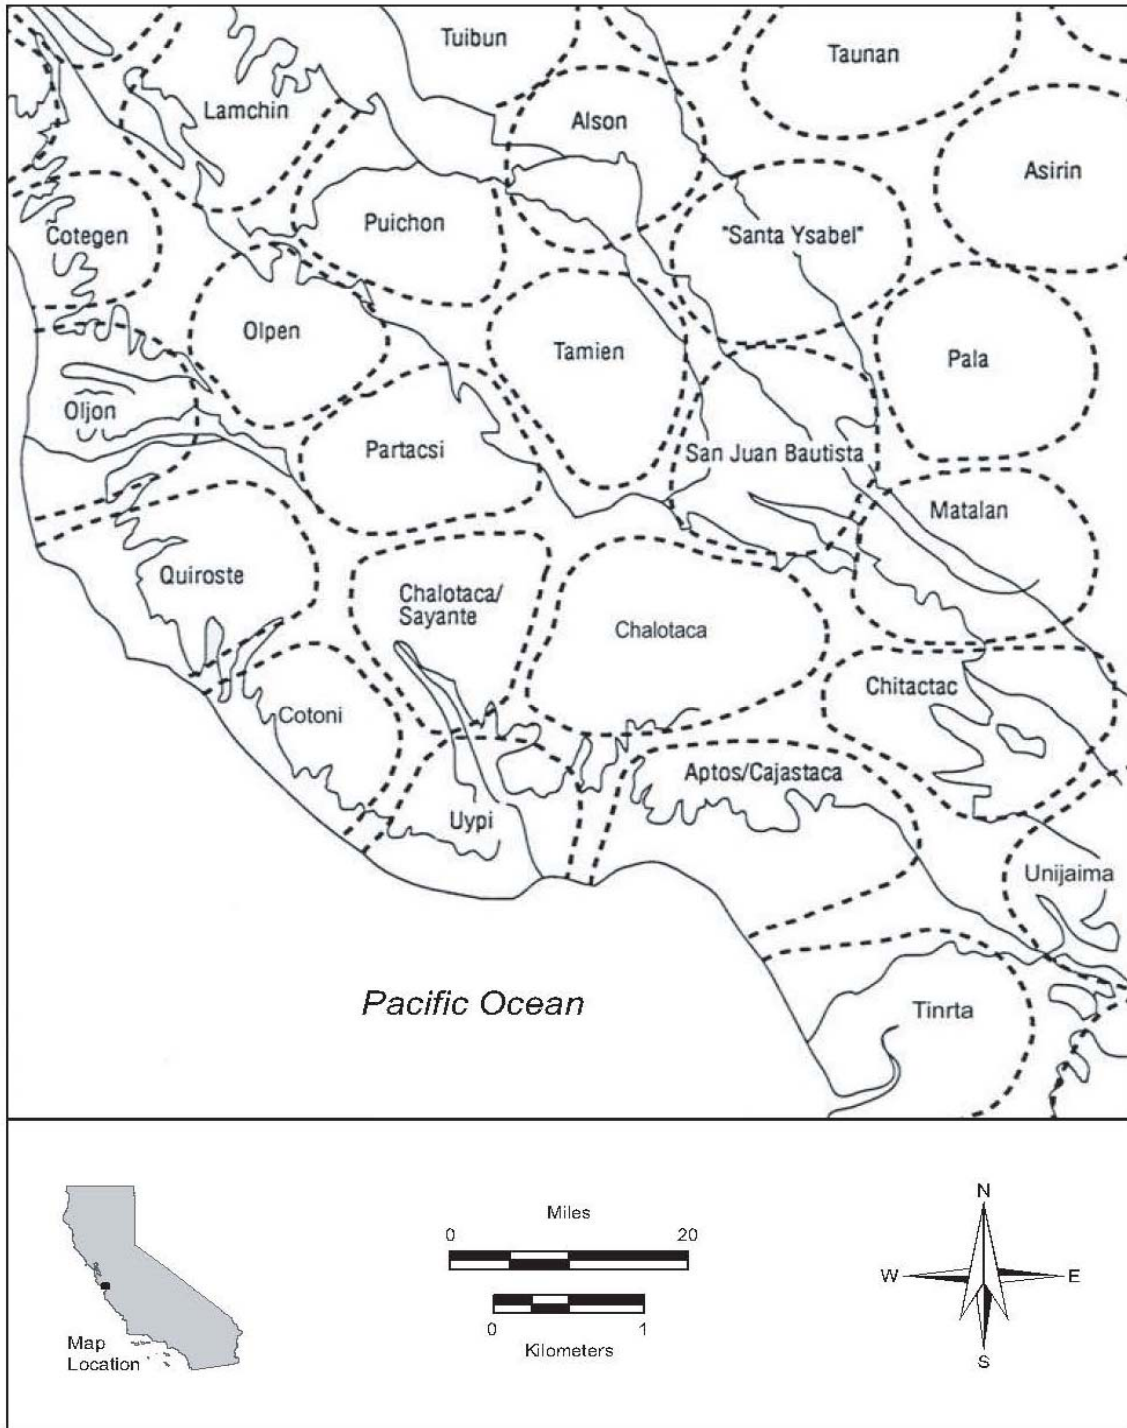 Tuibun
Taunan
Lamchin
Alson
Asirin
Cotegen
Puichon
"Santa Ysabel"
Olpen
Tamien
Pala
Oljon
Partacsi
San Juan Bautista
Matalan
Quiroste
Chalotaca/
Sayante
Chalotaca
Chitactac
Cotoni
Aptos/Cajastaca
Uypi
Unijaima
Pacific Ocean
Tinrta
Map
Location
Miles
0 20
0 1
Kilometers
N
W E
S